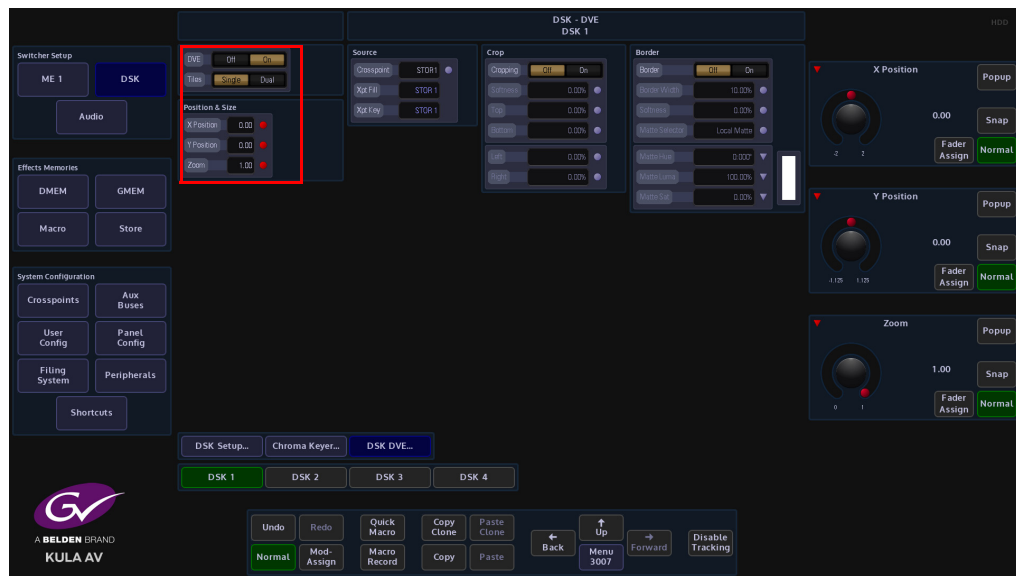 DSK - DVE
DSK 1
HDD
Switcher Setup
ME 1
DSK
Audio
Effects Memories
DMEM
GMEM
Macro
Store
System Configuration
Crosspoints
Aux
Buses
User
Config
Panel
Config
Filing
System
Peripherals
Shortcuts
DVE Off On
Titles Single Dual
Position & Size
X Position 0.00
Y Position 0.00
Zoom 1.00
Source
Crosspoint STOR1
Xpt Fill STOR 1
Xpt Key STOR 1
Crop
Cropping Off On
Softness 0.00%
Top 0.00%
Bottom 0.00%
Left 0.00%
Right 0.00%
Border
Border Off On
Border Width 10.00%
Softness 0.00%
Matte Selector Local Matte
Matte Hue 0.000°
Matte Luma 100.00%
Matte Sat 0.00%
X Position
0.00
-2 2
Popup
Snap
Fader
Assign
Normal
Y Position
0.00
-1.125 1.125
Popup
Snap
Fader
Assign
Normal
Zoom
1.00
0 1
Popup
Snap
Fader
Assign
Normal
DSK Setup...
Chroma Keyer...
DSK DVE...
DSK 1
DSK 2
DSK 3
DSK 4
GV
A BELDEN BRAND
KULA AV
Undo
Redo
Quick
Macro
Copy
Clone
Paste
Clone
Normal
Mod-
Assign
Macro
Record
Copy
Paste
Back
Up
Menu
3007
Forward
Disable
Tracking